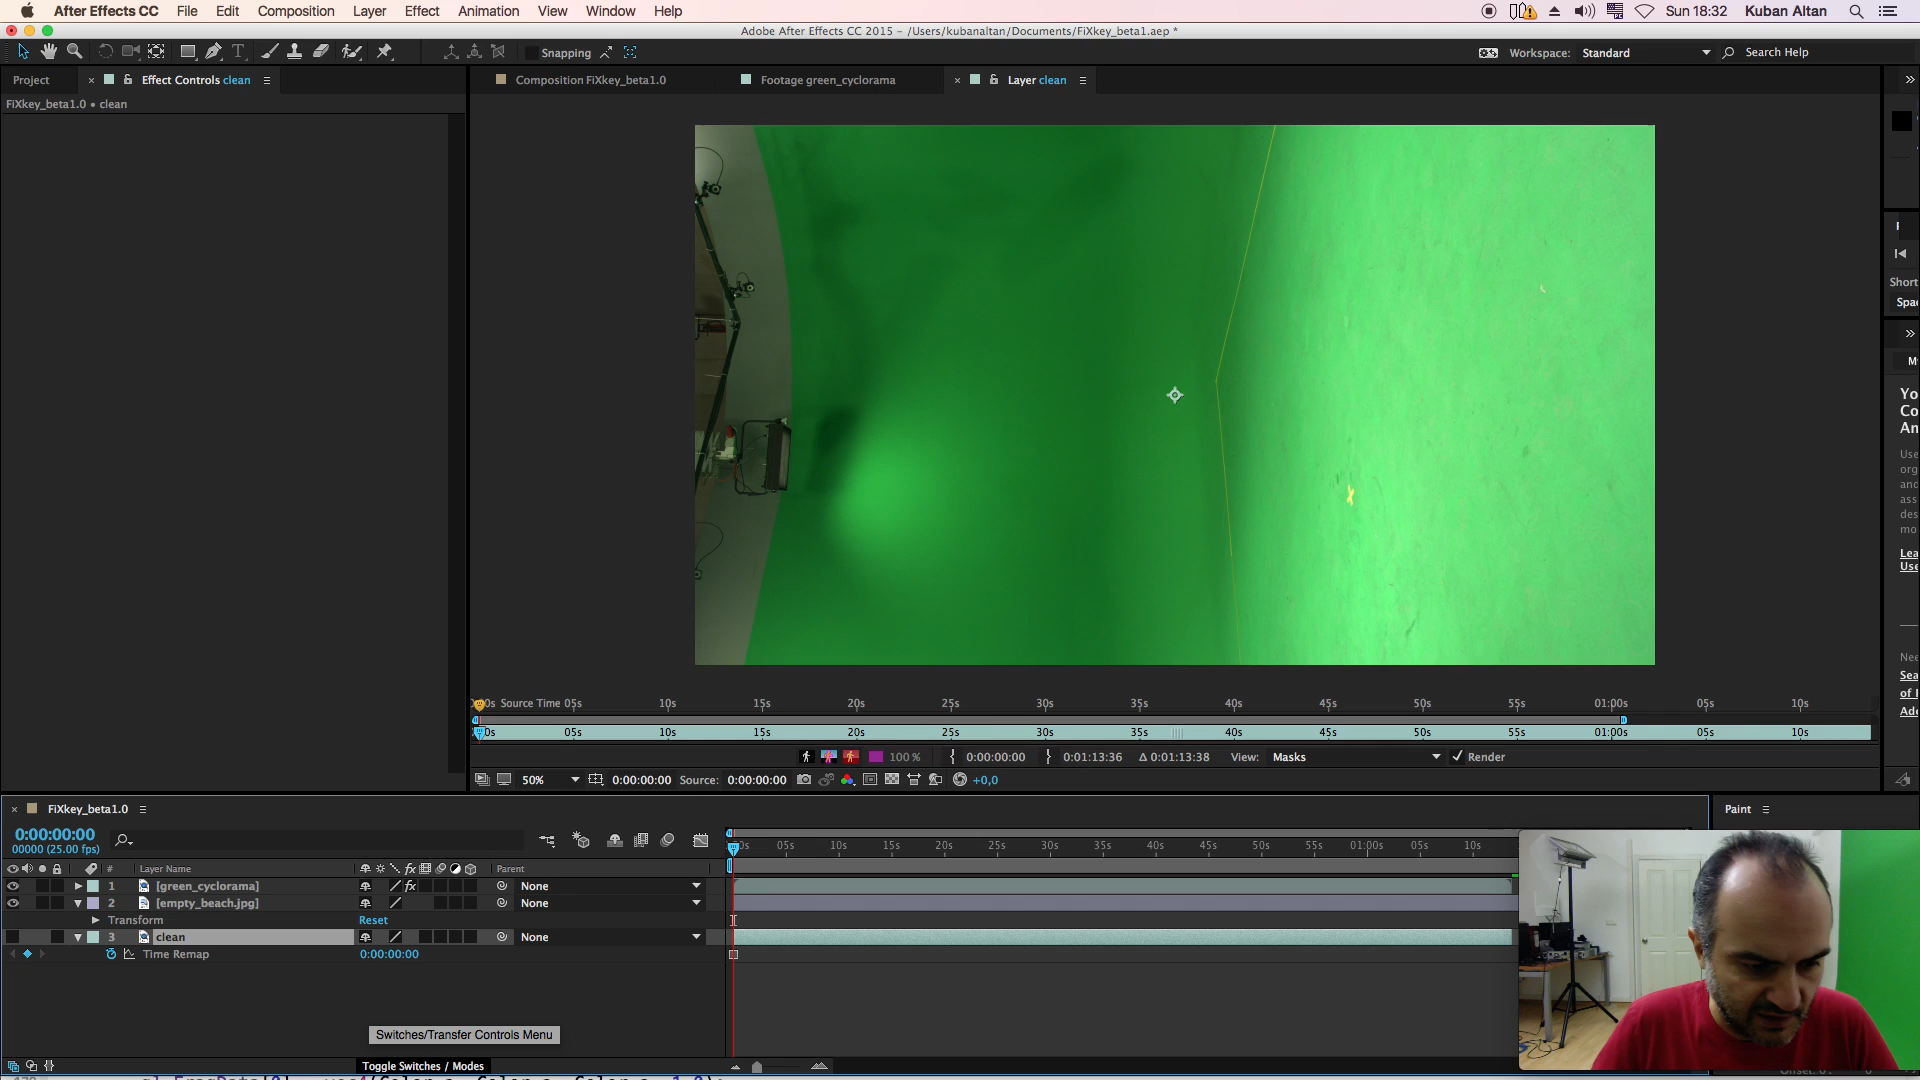 After Effects CC File Edit Composition Layer Effect Animation View Window Help Sun 18:32 Kuban Altan
Adobe After Effects CC 2015 – /Users/kubanaltan/Documents/FiXkey_beta1.aep *
Snapping Workspace: Standard Search Help
Project Effect Controls clean Composition FiXkey_beta1.0 Footage green_cyclorama Layer clean
FiXkey_beta1.0 • clean
Short
Spac
Yo
Co
An
Use
org
and
ass
des
mo
Lea
Use
Nee
Sea
of
Ade
Source Time 05s 10s 15s 20s 25s 30s 35s 40s 45s 50s 55s 01:00s 05s 10s
05s 10s 15s 20s 25s 30s 35s 40s 45s 50s 55s 01:00s 05s 10s
100 % 0:00:00:00 0:01:13:36 Δ 0:01:13:38 View: Masks Render
50% 0:00:00:00 Source: 0:00:00:00 +0,0
FiXkey_beta1.0 Paint
0:00:00:00
00000 (25.00 fps)
05s 10s 15s 20s 25s 30s 35s 40s 45s 50s 55s 01:00s 05s 10s
# Layer Name fx Parent
1 [green_cyclorama] fx None
2 [empty_beach.jpg] None
Transform Reset
3 clean None
Time Remap 0:00:00:00
Switches/Transfer Controls Menu
Toggle Switches / Modes